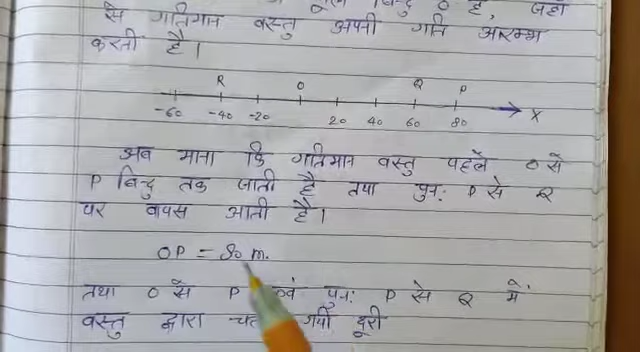 मूल बिन्दु O है, जहाँ
से गतिमान वस्तु अपनी गति आरम्भ
करती है।
R O Q P
-60 -40 -20 20 40 60 80 X
अब माना कि गतिमान वस्तु पहले O से
P बिन्दु तक जाती है तथा पुनः P से Q
पर वापस आती है।
OP = 80 m.
तथा O से P एवं पुनः P से Q में
वस्तु द्वारा गयी दूरी